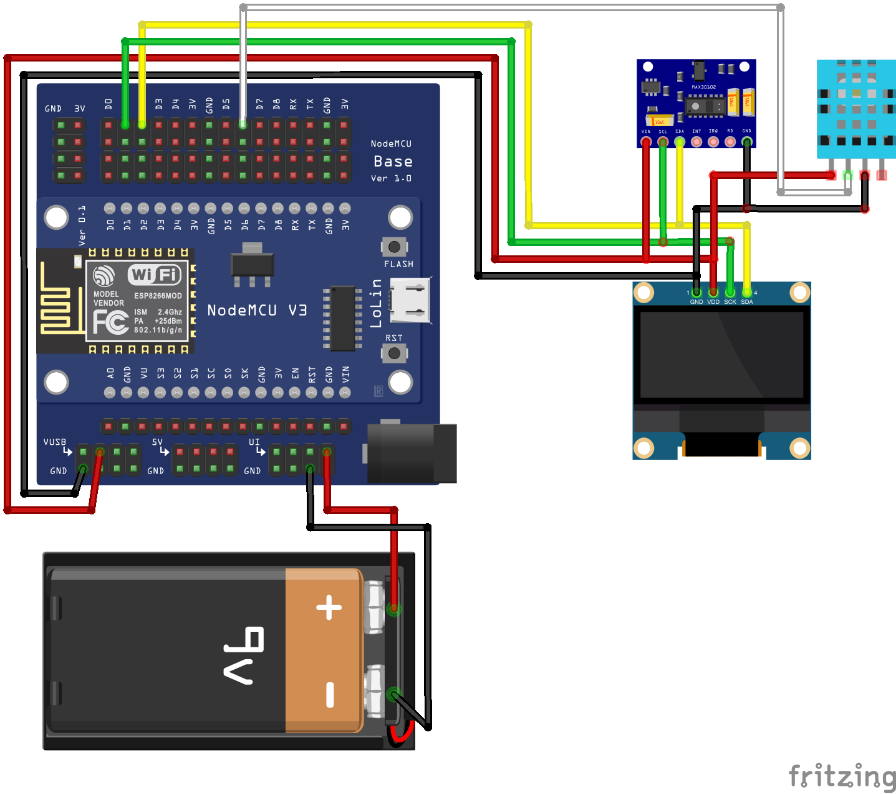 GND 3V
D0 D3 D4 3V GND D5 D7 D8 RX TX GND 3V
NodeMCU
Base
Ver 1.0
Ver 0.1
D0 D1 D2 D3 D4 3V GND D5 D6 D7 D8 RX TX GND 3V
FLASH
WiFi
MODEL
VENDOR
ESP8266MOD
FC
ISM 2.4Ghz
PA +25dBm
802.11b/g/n
NodeMCU V3
LoLin
RST
A0 GND VU S3 S2 S1 SC S0 SK GND 3V EN RST GND VIN
VUSB
5V
UI
GND
GND
GND
+
9V
-
MAX30102
VIN SCL SDA INT IRD RD GND
1 4
GND VDD SCK SDA
fritzing